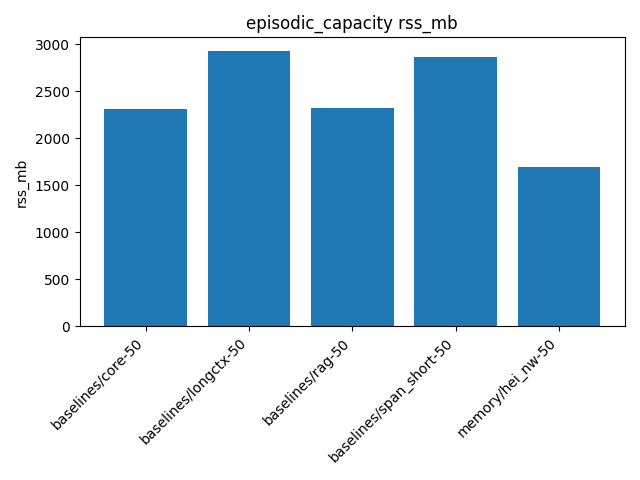 episodic_capacity rss_mb
rss_mb
3000
2500
2000
1500
1000
500
0
baselines/core-50
baselines/longctx-50
baselines/rag-50
baselines/span_short-50
memory/hei_nw-50